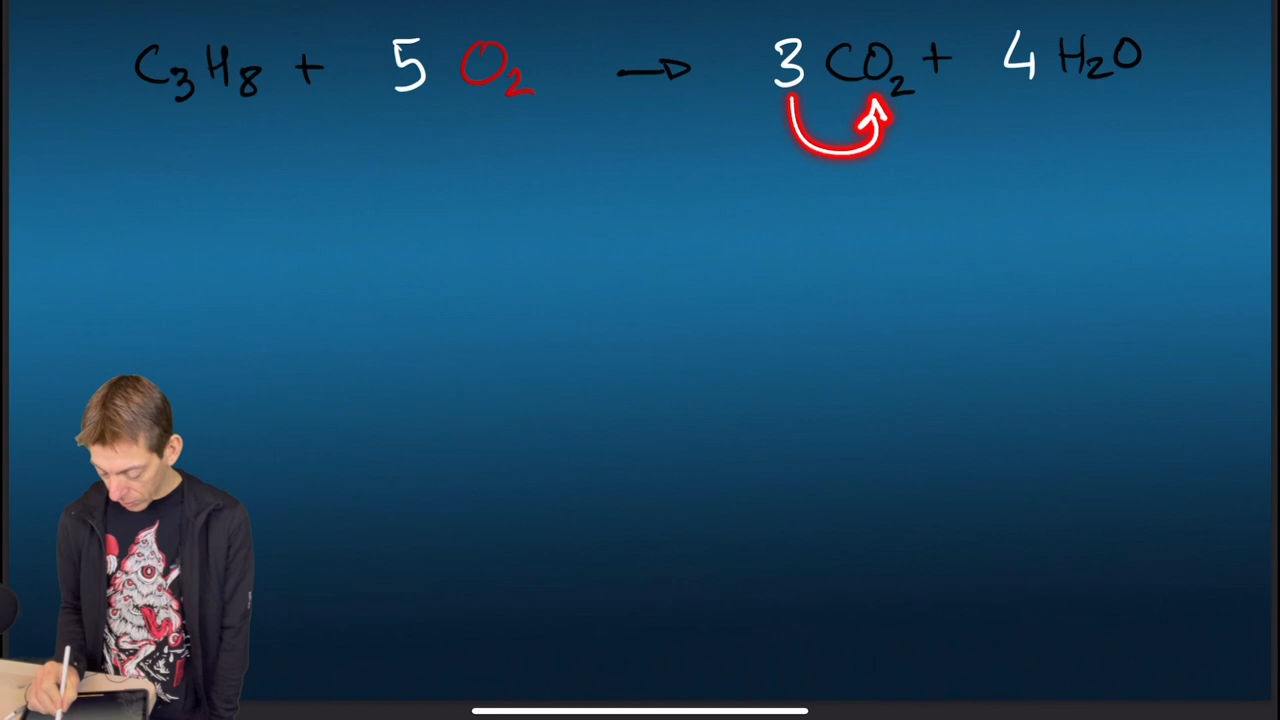 C₃H₈ + 5 O₂ → 3 CO₂ + 4 H₂O